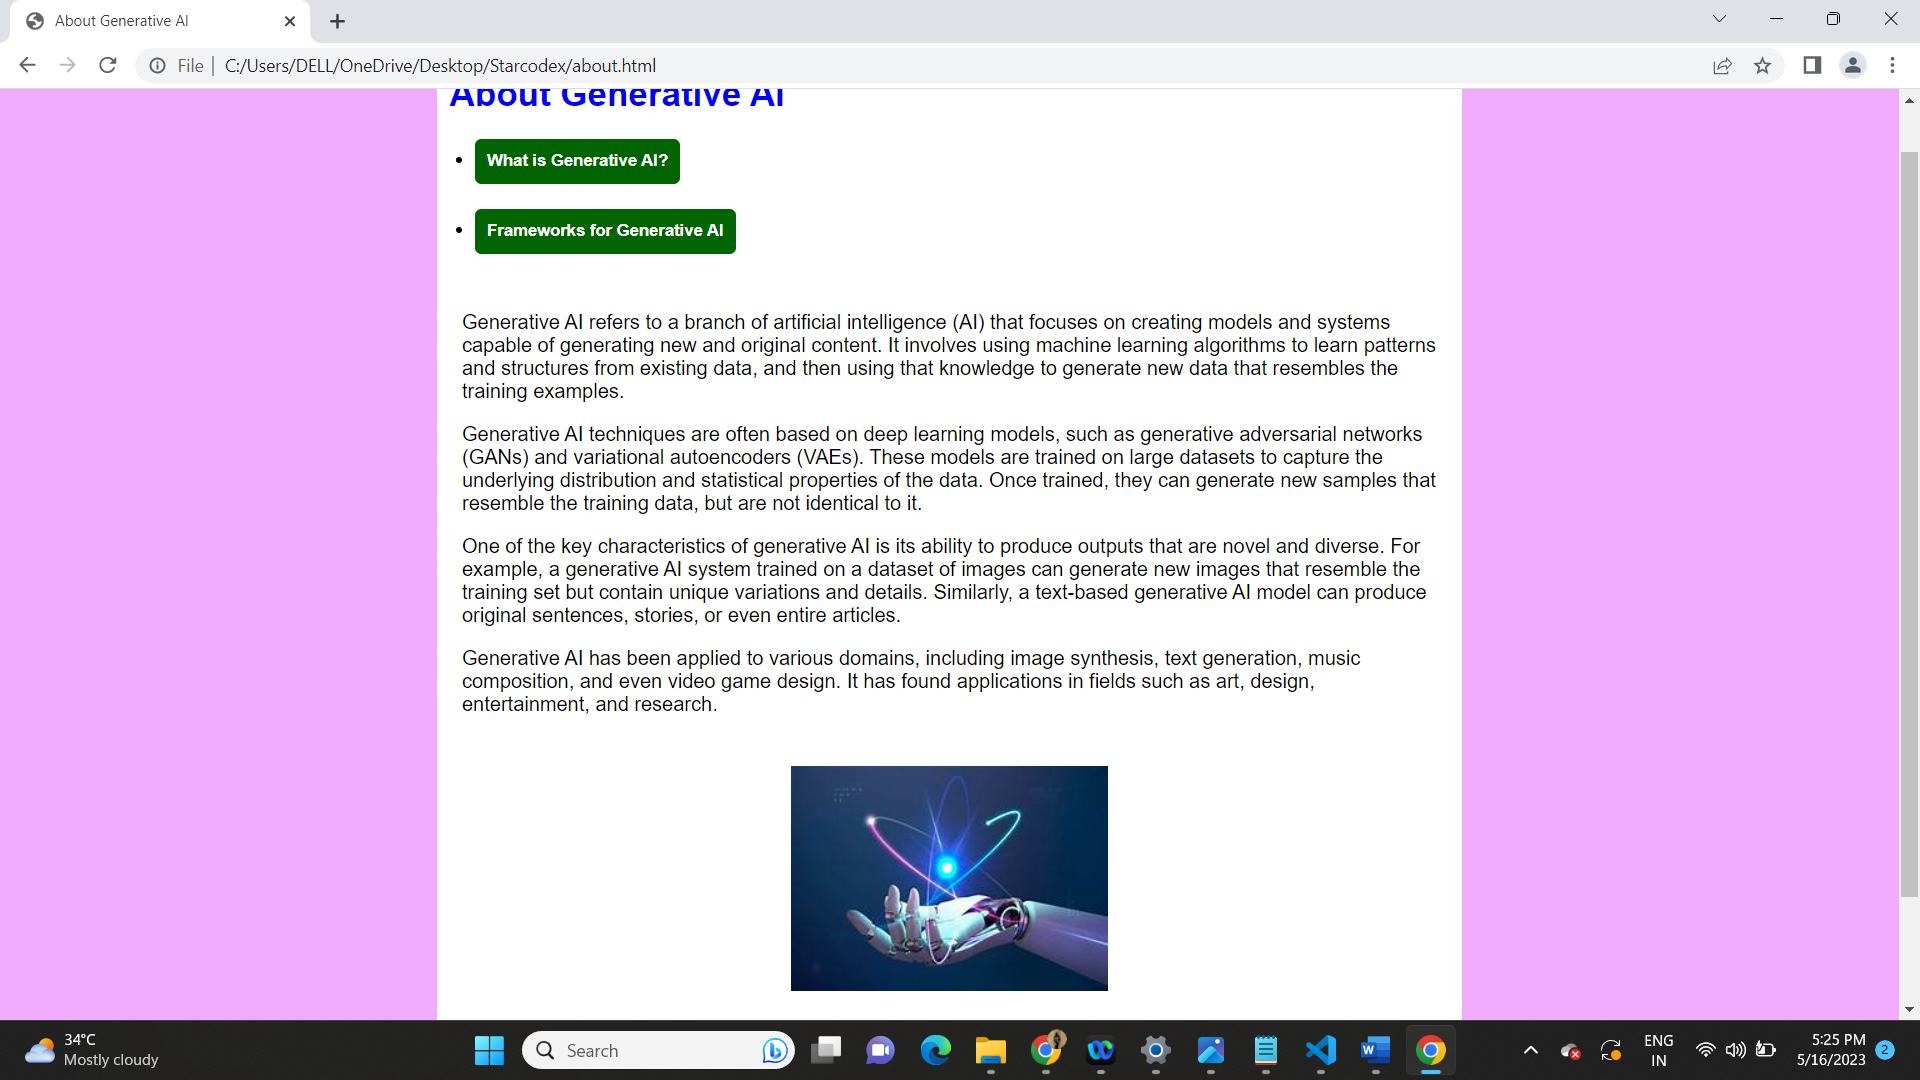 About Generative AI
File
C:/Users/DELL/OneDrive/Desktop/Starcodex/about.html
About Generative AI
What is Generative AI?
Frameworks for Generative AI
Generative AI refers to a branch of artificial intelligence (AI) that focuses on creating models and systems
capable of generating new and original content. It involves using machine learning algorithms to learn patterns
and structures from existing data, and then using that knowledge to generate new data that resembles the
training examples.
Generative AI techniques are often based on deep learning models, such as generative adversarial networks
(GANs) and variational autoencoders (VAEs). These models are trained on large datasets to capture the
underlying distribution and statistical properties of the data. Once trained, they can generate new samples that
resemble the training data, but are not identical to it.
One of the key characteristics of generative AI is its ability to produce outputs that are novel and diverse. For
example, a generative AI system trained on a dataset of images can generate new images that resemble the
training set but contain unique variations and details. Similarly, a text-based generative AI model can produce
original sentences, stories, or even entire articles.
Generative AI has been applied to various domains, including image synthesis, text generation, music
composition, and even video game design. It has found applications in fields such as art, design,
entertainment, and research.
34°C
Mostly cloudy
Search
W
ENG
IN
5:25 PM
5/16/2023
2